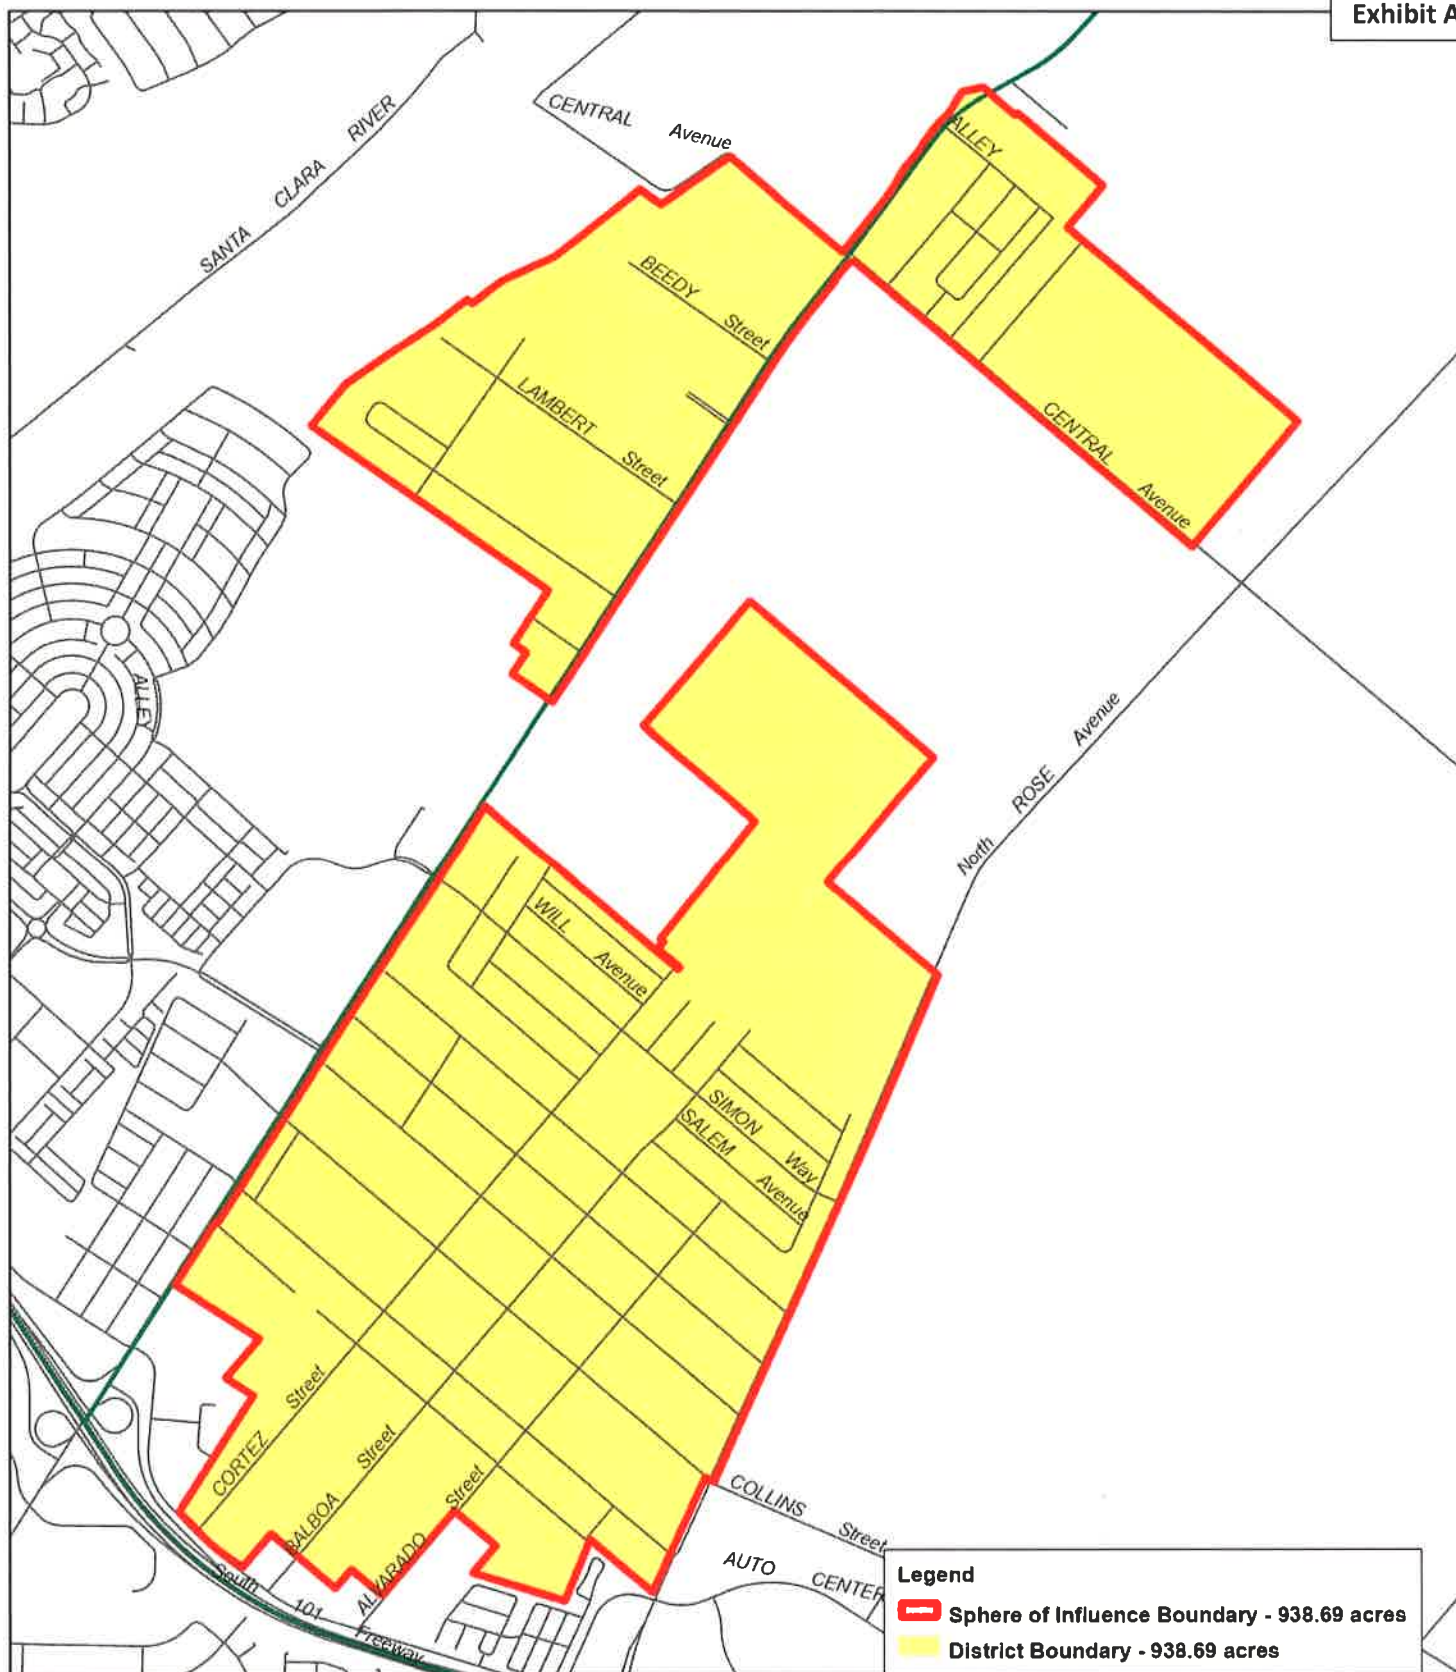 Exhibit A
CENTRAL Avenue
SANTA CLARA RIVER
ALLEY
BEEDY Street
LAMBERT Street
CENTRAL Avenue
ALLEY
North ROSE Avenue
WILL Avenue
SIMON Way
SALEM Avenue
CORTEZ Street
BALBOA Street
ALVARADO Street
South 101 Freeway
COLLINS Street
AUTO CENTER
Legend
Sphere of Influence Boundary - 938.69 acres
District Boundary - 938.69 acres